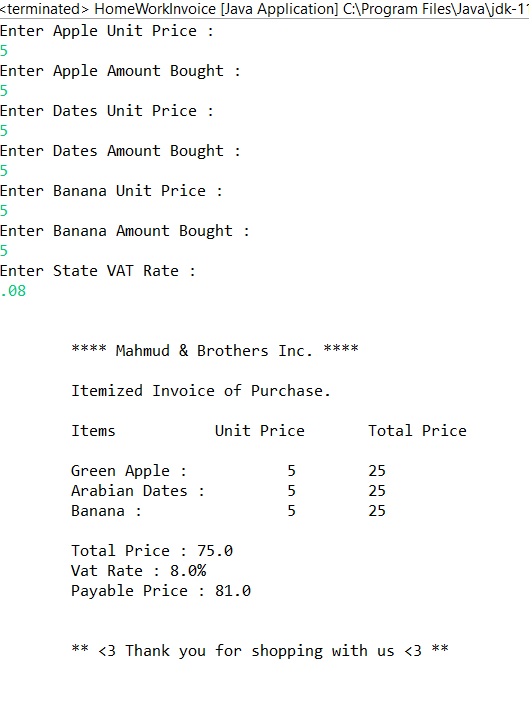 <terminated> HomeWorkInvoice [Java Application] C:\Program Files\Java\jdk-11
Enter Apple Unit Price :
5
Enter Apple Amount Bought :
5
Enter Dates Unit Price :
5
Enter Dates Amount Bought :
5
Enter Banana Unit Price :
5
Enter Banana Amount Bought :
5
Enter State VAT Rate :
.08
**** Mahmud & Brothers Inc. ****
Itemized Invoice of Purchase.
Items Unit Price Total Price
Green Apple : 5 25
Arabian Dates : 5 25
Banana : 5 25
Total Price : 75.0
Vat Rate : 8.0%
Payable Price : 81.0
** <3 Thank you for shopping with us <3 **